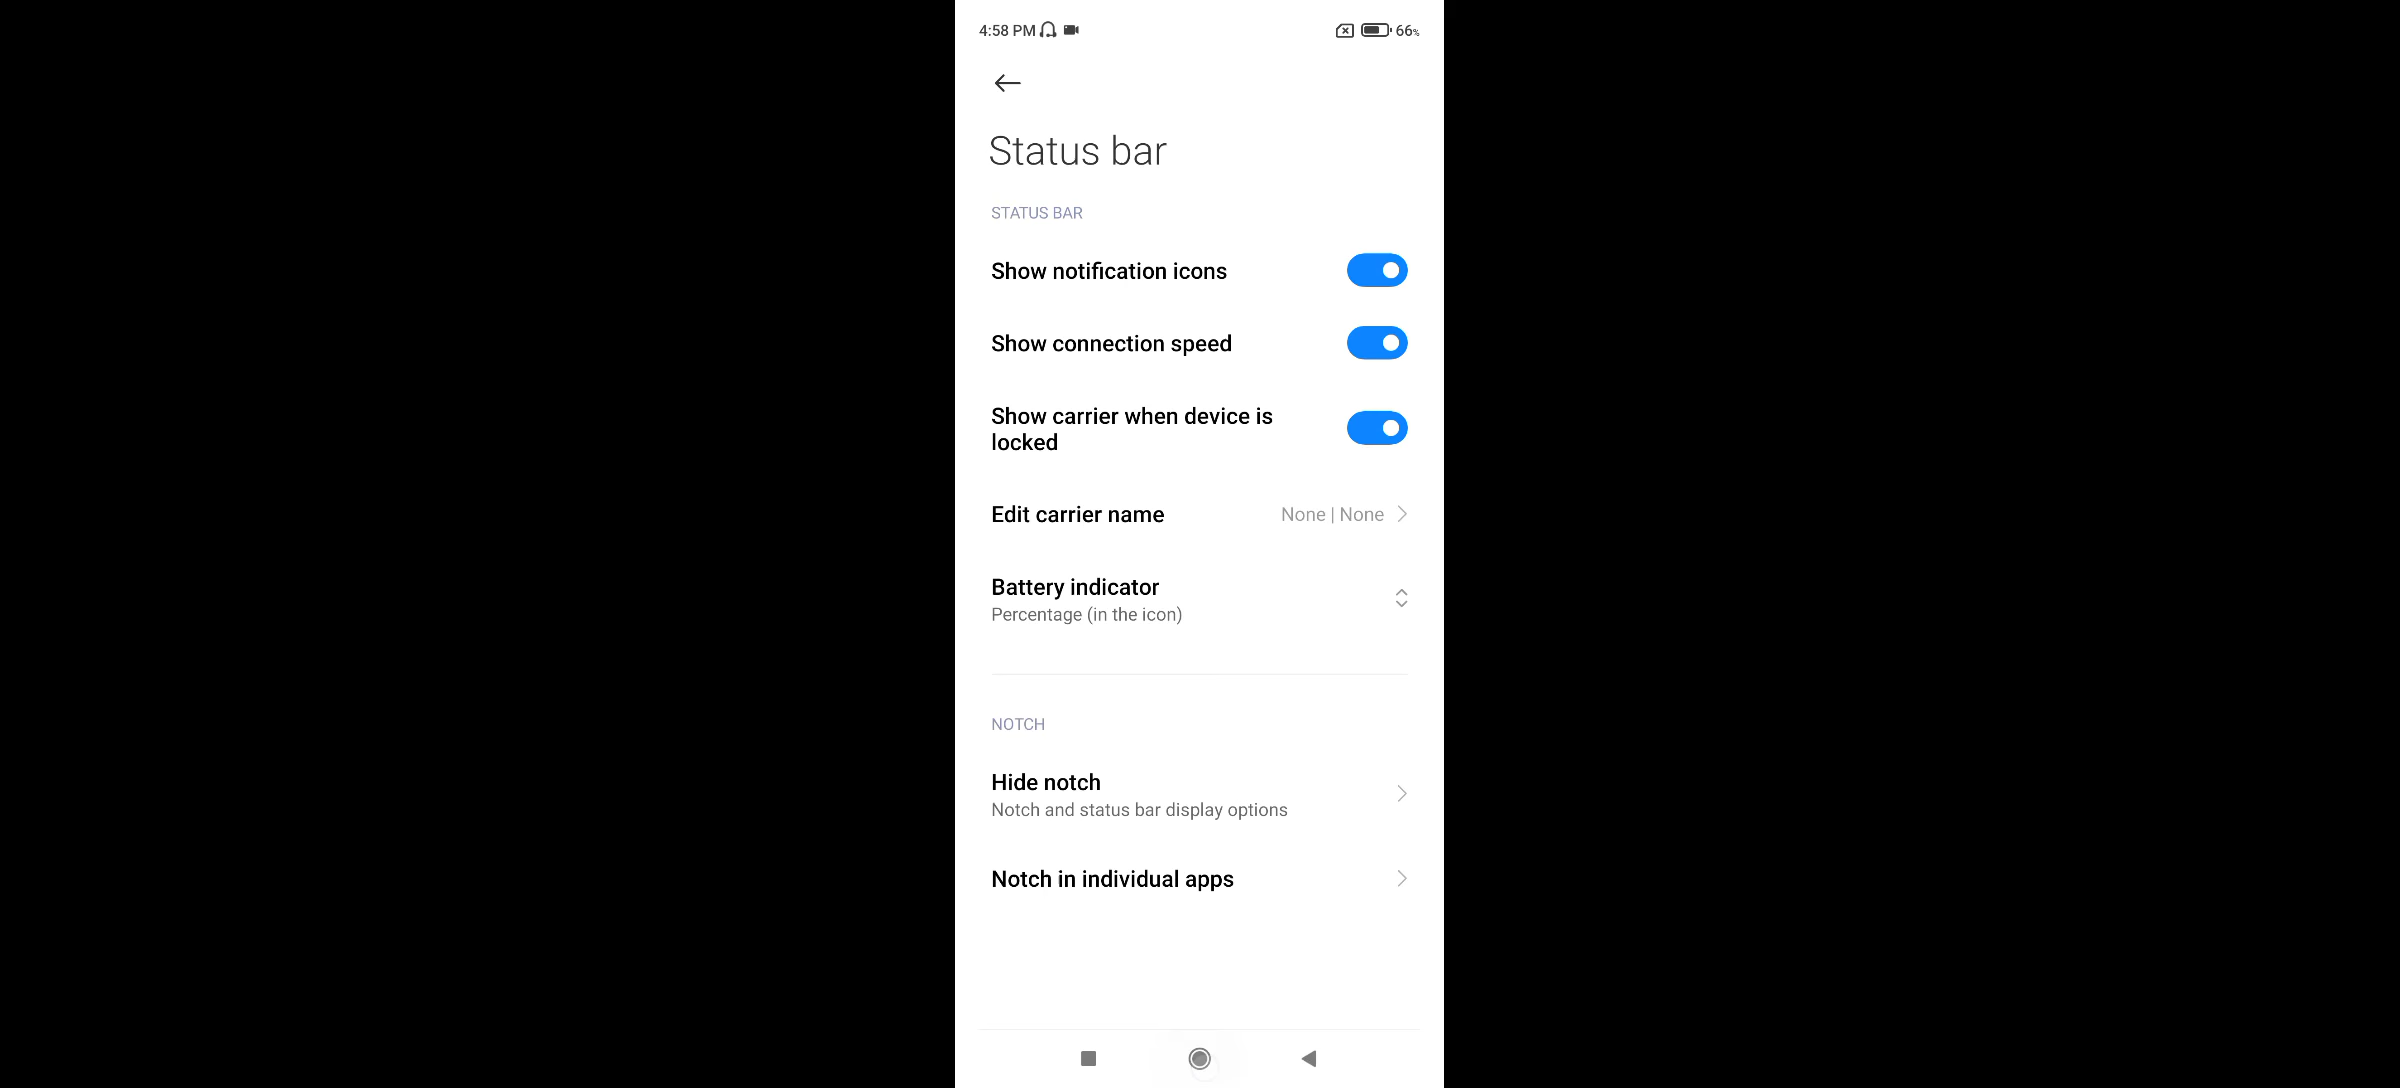 4:58 PM 66%
Status bar
STATUS BAR
Show notification icons
Show connection speed
Show carrier when device is
locked
Edit carrier name None | None
Battery indicator
Percentage (in the icon)
NOTCH
Hide notch
Notch and status bar display options
Notch in individual apps